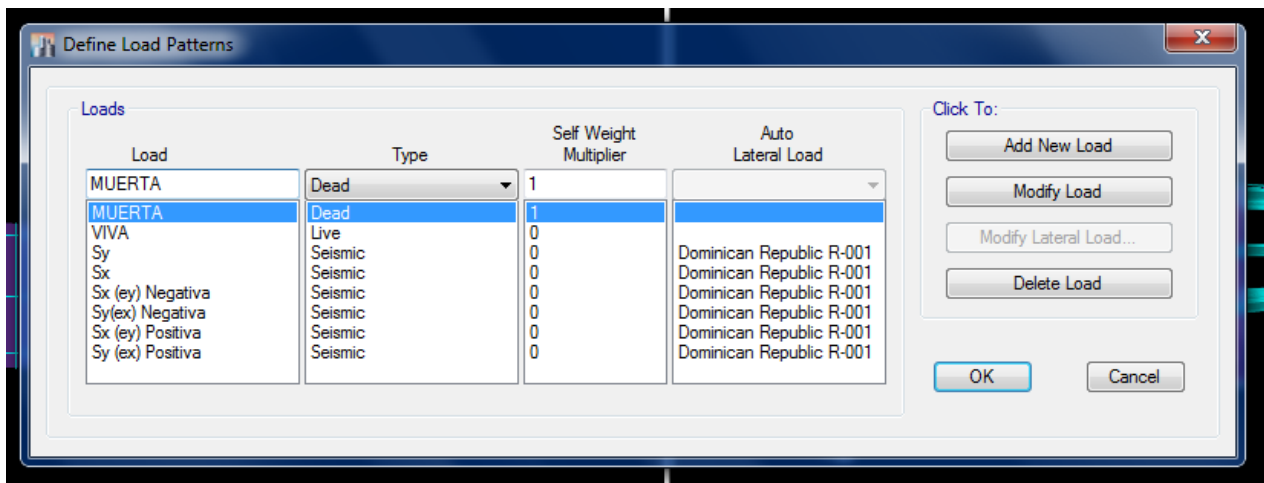 Define Load Patterns
Loads
Click To:
Load Type Self Weight Multiplier Auto Lateral Load
MUERTA Dead 1
MUERTA Dead 1
VIVA Live 0
Sy Seismic 0 Dominican Republic R-001
Sx Seismic 0 Dominican Republic R-001
Sx (ey) Negativa Seismic 0 Dominican Republic R-001
Sy(ex) Negativa Seismic 0 Dominican Republic R-001
Sx (ey) Positiva Seismic 0 Dominican Republic R-001
Sy (ex) Positiva Seismic 0 Dominican Republic R-001
Add New Load
Modify Load
Modify Lateral Load...
Delete Load
OK
Cancel